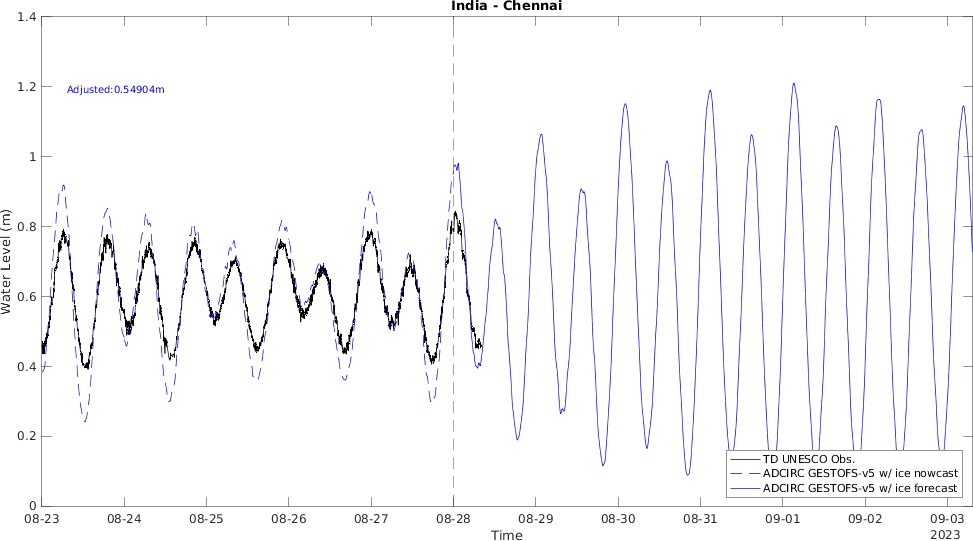 India - Chennai
1.4
1.2
1
0.8
0.6
0.4
0.2
0
Water Level (m)
Adjusted:0.54904m
TD UNESCO Obs.
ADCIRC GESTOFS-v5 w/ ice nowcast
ADCIRC GESTOFS-v5 w/ ice forecast
08-23 08-24 08-25 08-26 08-27 08-28 08-29 08-30 08-31 09-01 09-02 09-03
2023
Time